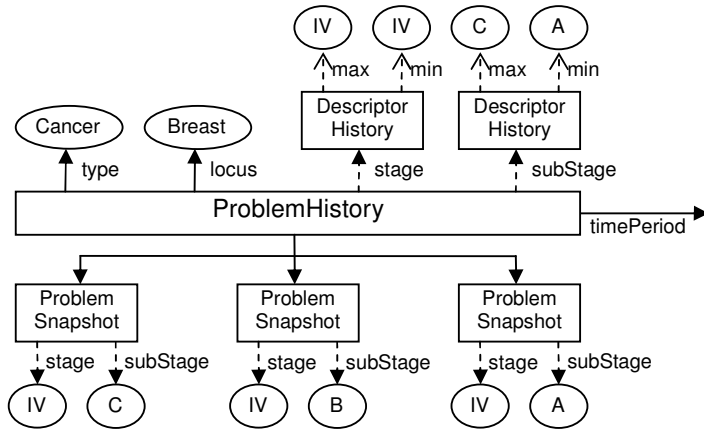 IV IV C A
max min max min
Descriptor
History
Descriptor
History
Cancer Breast
type locus stage subStage
ProblemHistory
timePeriod
Problem
Snapshot
Problem
Snapshot
Problem
Snapshot
stage subStage stage subStage stage subStage
IV C IV B IV A